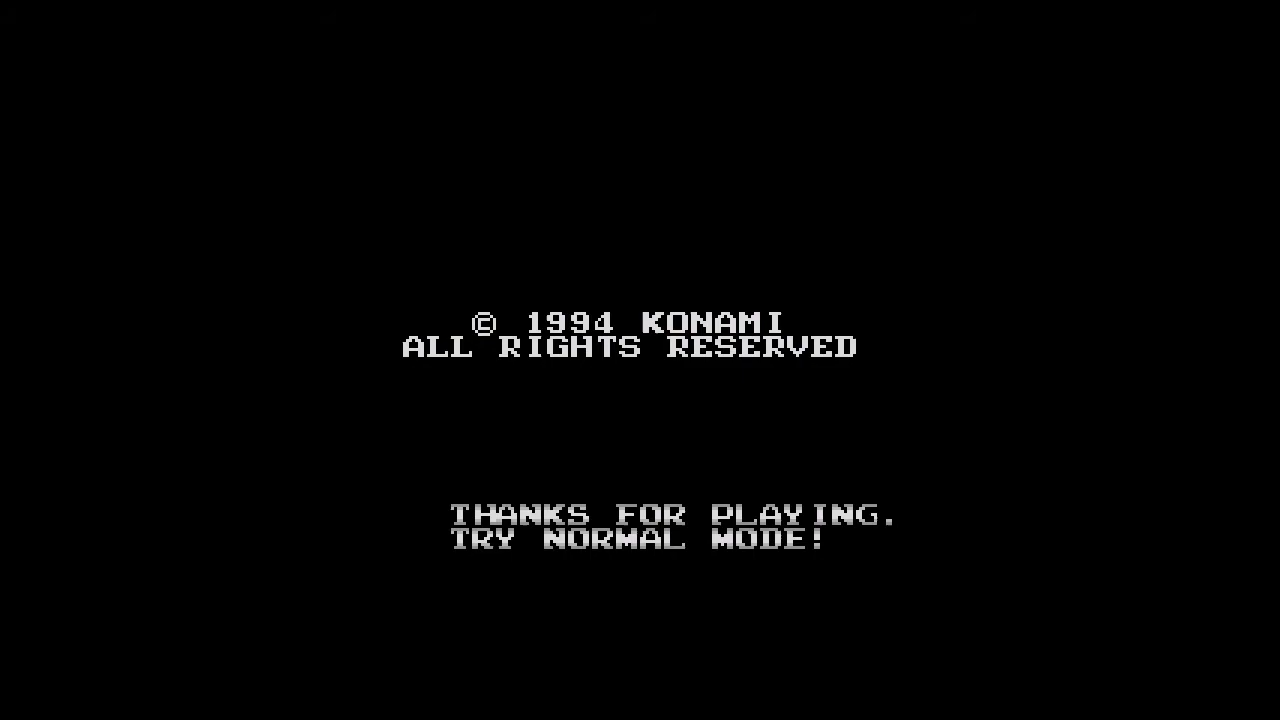 © 1994 KONAMI
ALL RIGHTS RESERVED
THANKS FOR PLAYING.
TRY NORMAL MODE!